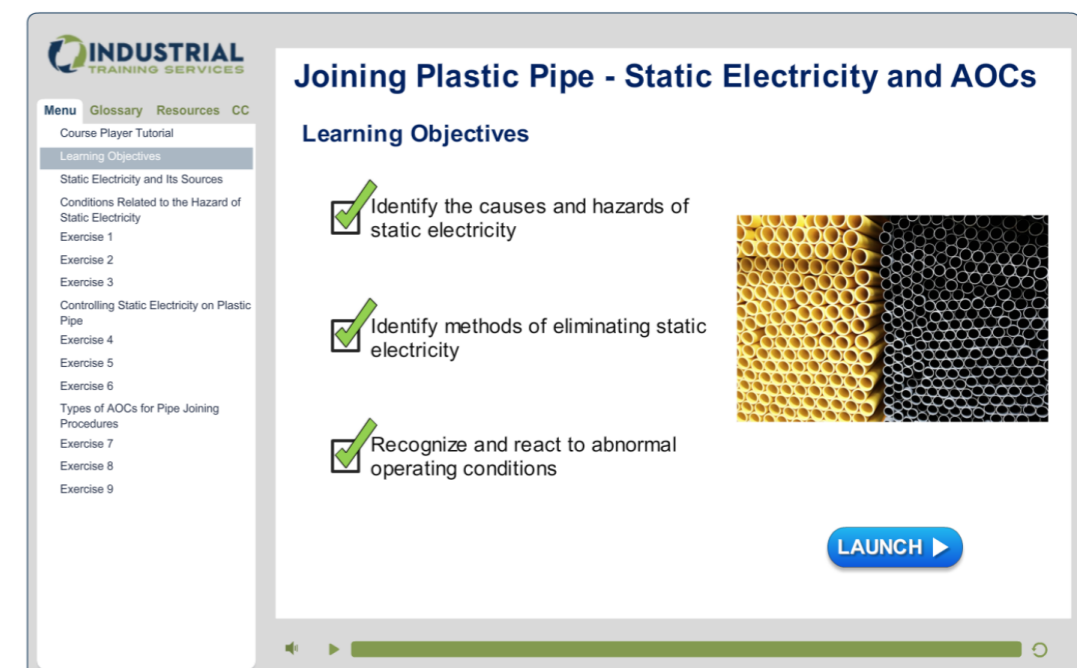 INDUSTRIAL
TRAINING SERVICES
Menu Glossary Resources CC
Course Player Tutorial
Learning Objectives
Static Electricity and Its Sources
Conditions Related to the Hazard of
Static Electricity
Exercise 1
Exercise 2
Exercise 3
Controlling Static Electricity on Plastic
Pipe
Exercise 4
Exercise 5
Exercise 6
Types of AOCs for Pipe Joining
Procedures
Exercise 7
Exercise 8
Exercise 9
Joining Plastic Pipe - Static Electricity and AOCs
Learning Objectives
Identify the causes and hazards of
static electricity
Identify methods of eliminating static
electricity
Recognize and react to abnormal
operating conditions
LAUNCH